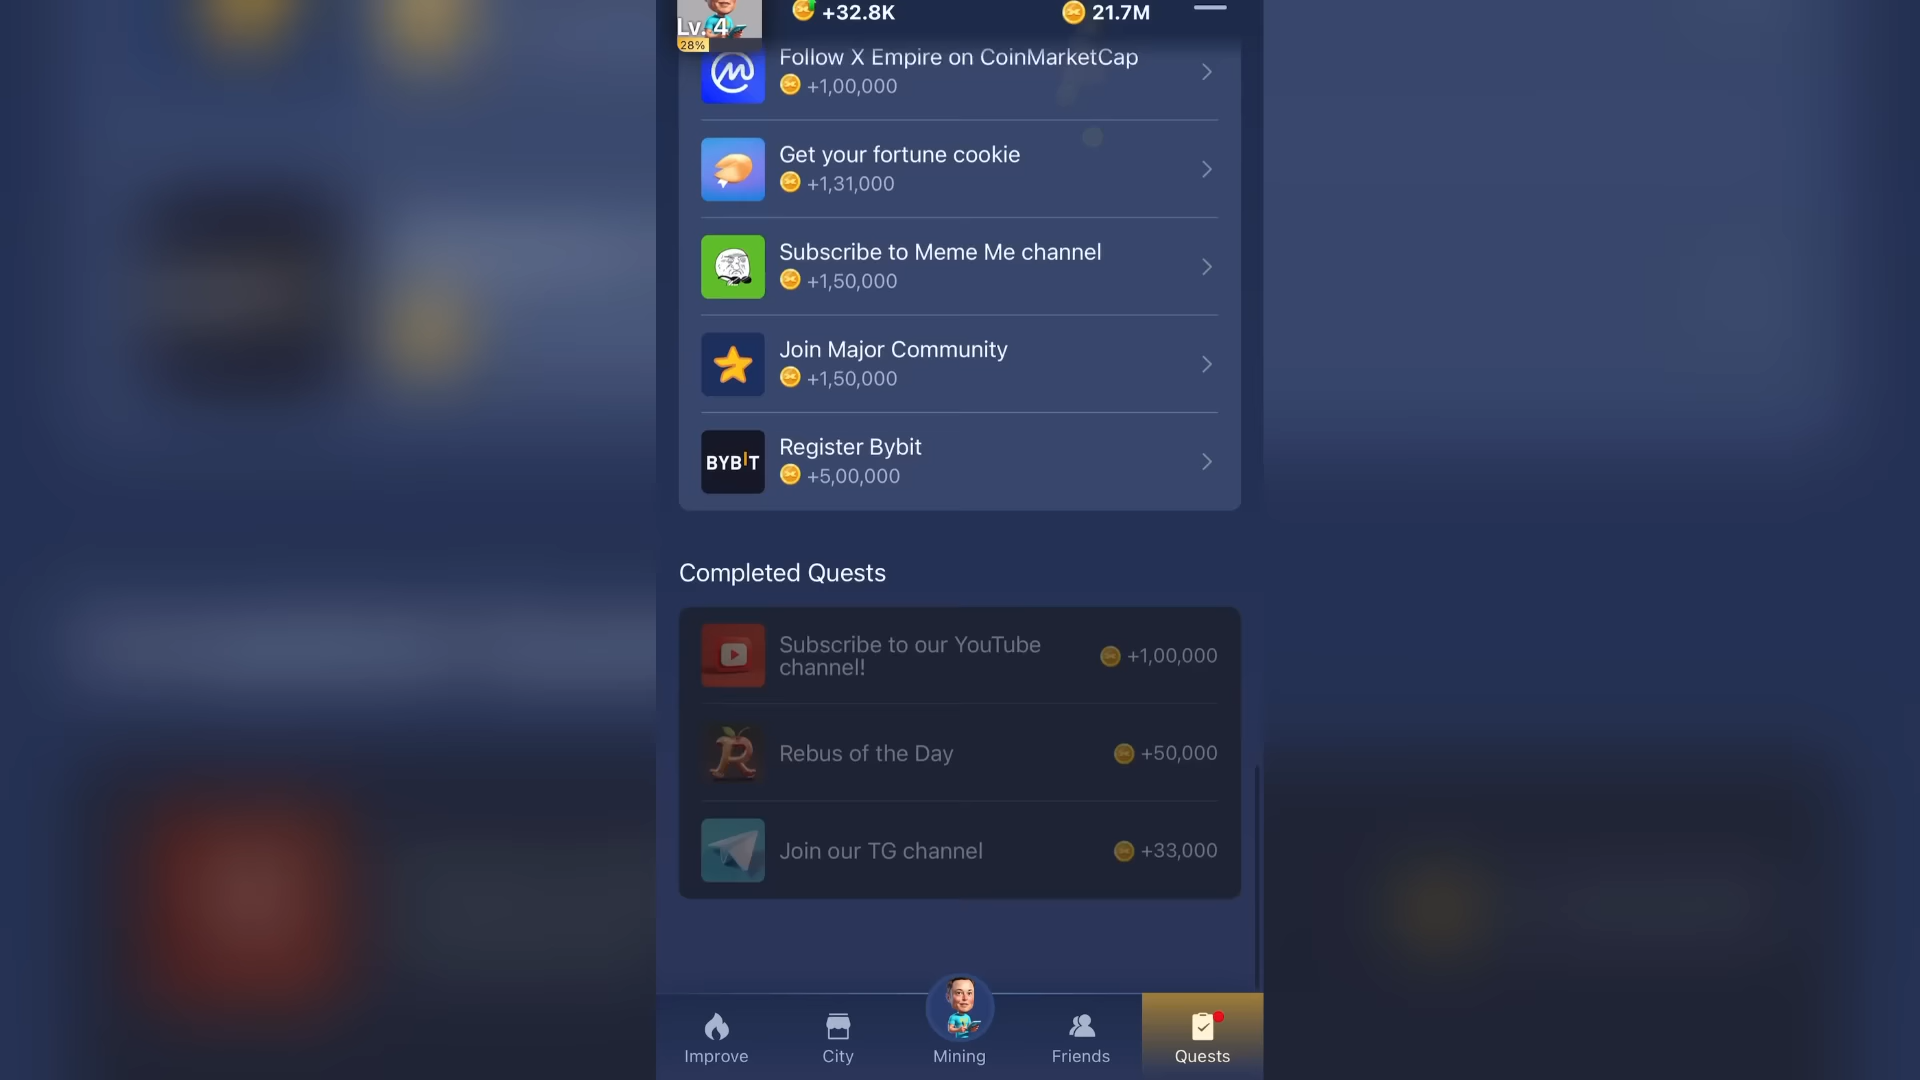 +32.8K
21.7M
Lv. 4
28%
Follow X Empire on CoinMarketCap
+1,00,000
Get your fortune cookie
+1,31,000
Subscribe to Meme Me channel
+1,50,000
Join Major Community
+1,50,000
BYBIT
Register Bybit
+5,00,000
Completed Quests
Subscribe to our YouTube
channel!
+1,00,000
Rebus of the Day
+50,000
Join our TG channel
+33,000
Improve
City
Mining
Friends
Quests